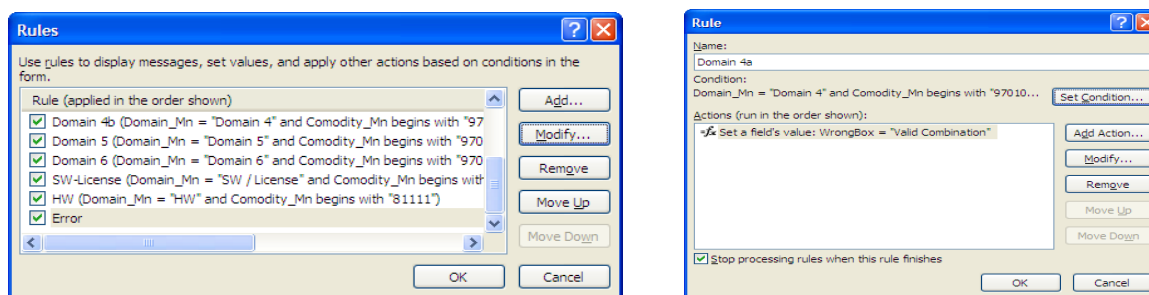 Rules
Use rules to display messages, set values, and apply other actions based on conditions in the
form.
Rule (applied in the order shown)
Domain 4b (Domain_Mn = "Domain 4" and Comodity_Mn begins with "97
Domain 5 (Domain_Mn = "Domain 5" and Comodity_Mn begins with "970
Domain 6 (Domain_Mn = "Domain 6" and Comodity_Mn begins with "970
SW-License (Domain_Mn = "SW / License" and Comodity_Mn begins with
HW (Domain_Mn = "HW" and Comodity_Mn begins with "81111")
Error
Add...
Modify...
Remove
Move Up
Move Down
OK
Cancel
Rule
Name:
Domain 4a
Condition:
Domain_Mn = "Domain 4" and Comodity_Mn begins with "97010...
Set Condition...
Actions (run in the order shown):
fx Set a field's value: WrongBox = "Valid Combination"
Add Action...
Modify...
Remove
Move Up
Move Down
Stop processing rules when this rule finishes
OK
Cancel